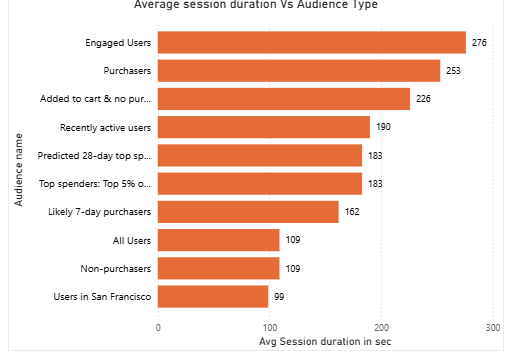 Average session duration Vs Audience Type
Audience name
Engaged Users 276
Purchasers 253
Added to cart & no pur... 226
Recently active users 190
Predicted 28-day top sp... 183
Top spenders: Top 5% o... 183
Likely 7-day purchasers 162
All Users 109
Non-purchasers 109
Users in San Francisco 99
0 100 200 300
Avg Session duration in sec